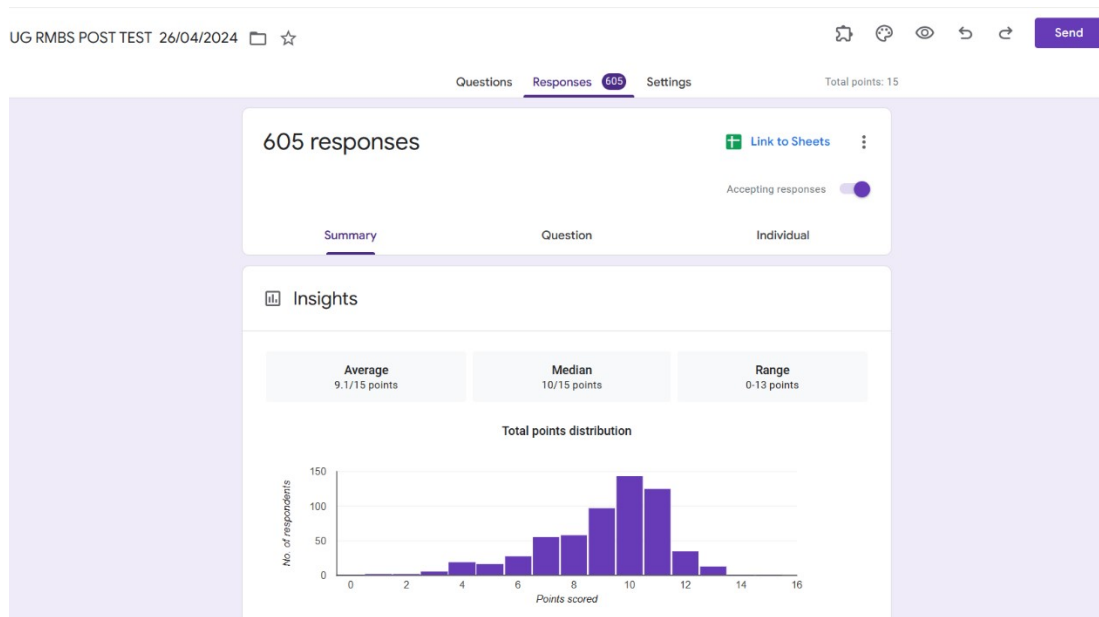 UG RMBS POST TEST 26/04/2024
Send
Questions Responses 605 Settings Total points: 15
605 responses
Link to Sheets
Accepting responses
Summary Question Individual
Insights
Average Median Range
9.1/15 points 10/15 points 0-13 points
Total points distribution
No. of respondents
150
100
50
0
0 2 4 6 8 10 12 14 16
Points scored